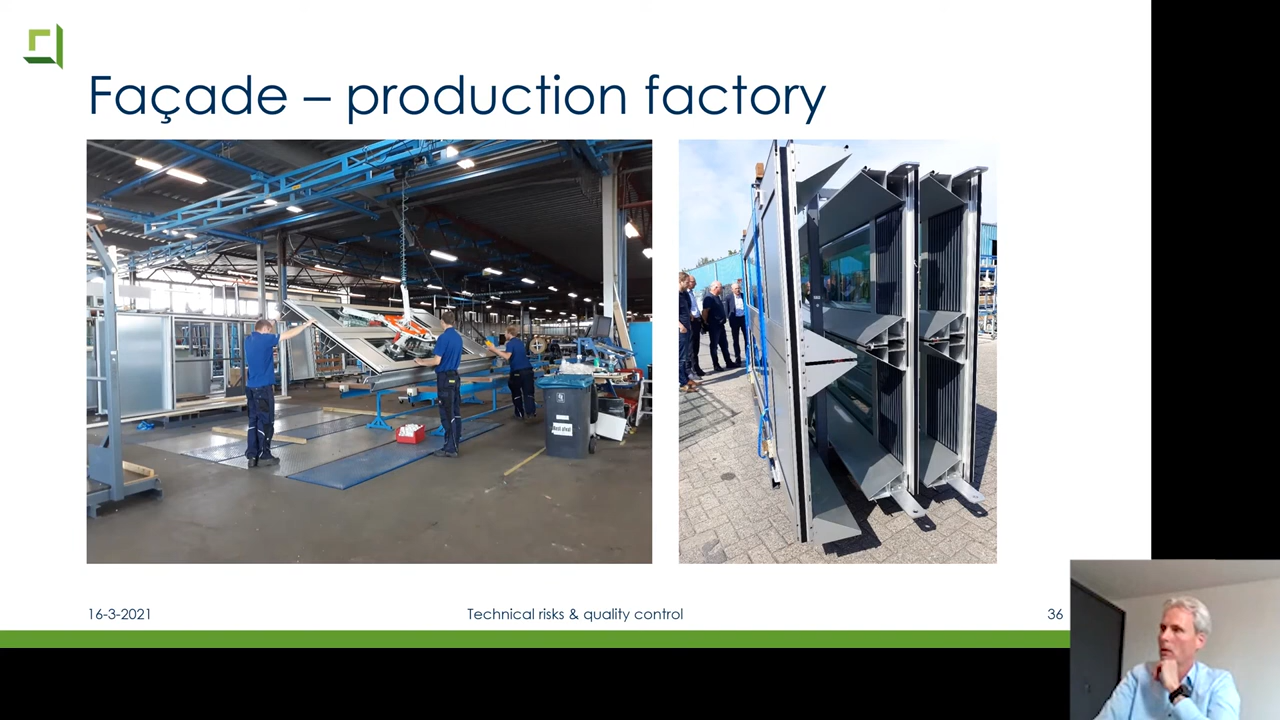 Façade – production factory
16-3-2021
Technical risks & quality control
36